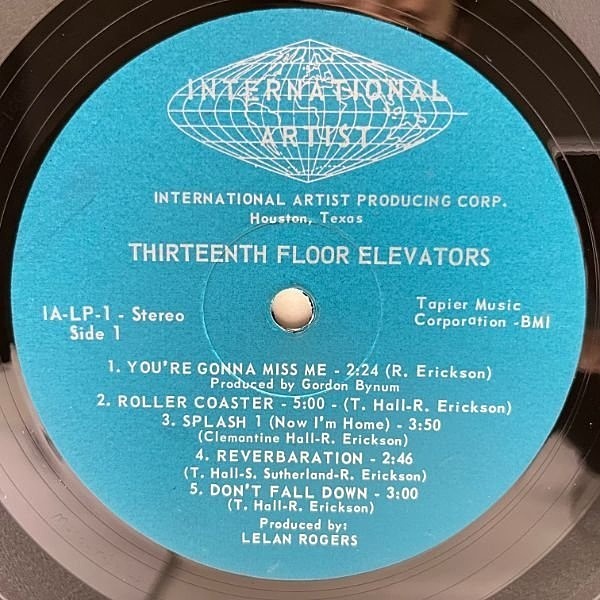 INTERNATIONAL
ARTIST
INTERNATIONAL ARTIST PRODUCING CORP.
Houston, Texas
THIRTEENTH FLOOR ELEVATORS
IA-LP-1 - Stereo
Side 1
Tapier Music
Corporation -BMI
1. YOU'RE GONNA MISS ME - 2:24 (R. Erickson)
Produced by Gordon Bynum
2. ROLLER COASTER - 5:00 - (T. Hall-R. Erickson)
3. SPLASH 1 (Now I'm Home) - 3:50
(Clemantine Hall-R. Erickson)
4. REVERBARATION - 2:46
(T. Hall-S. Sutherland-R. Erickson)
5. DON'T FALL DOWN - 3:00
(T. Hall-R. Erickson)
Produced by:
LELAN ROGERS